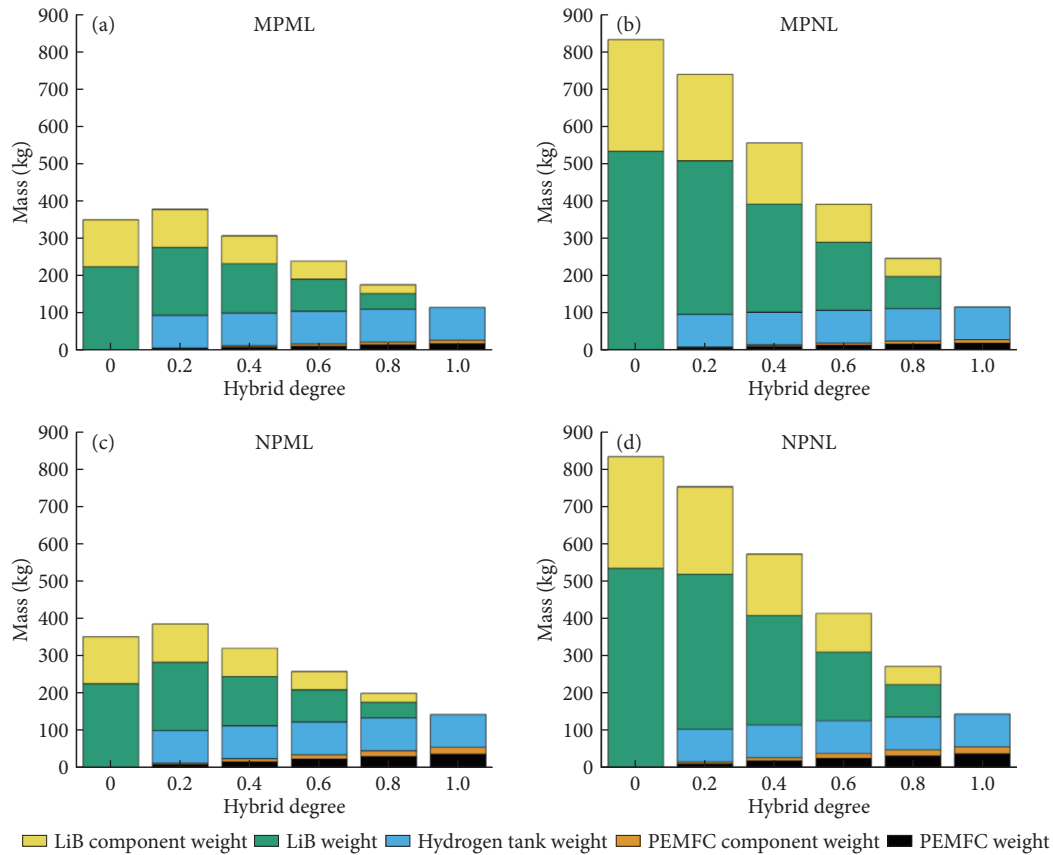 (a) MPML
Mass (kg)
900
800
700
600
500
400
300
200
100
0
0 0.2 0.4 0.6 0.8 1.0
Hybrid degree
(b) MPNL
Mass (kg)
900
800
700
600
500
400
300
200
100
0
0 0.2 0.4 0.6 0.8 1.0
Hybrid degree
(c) NPML
Mass (kg)
900
800
700
600
500
400
300
200
100
0
0 0.2 0.4 0.6 0.8 1.0
Hybrid degree
(d) NPNL
Mass (kg)
900
800
700
600
500
400
300
200
100
0
0 0.2 0.4 0.6 0.8 1.0
Hybrid degree
LiB component weight LiB weight Hydrogen tank weight PEMFC component weight PEMFC weight